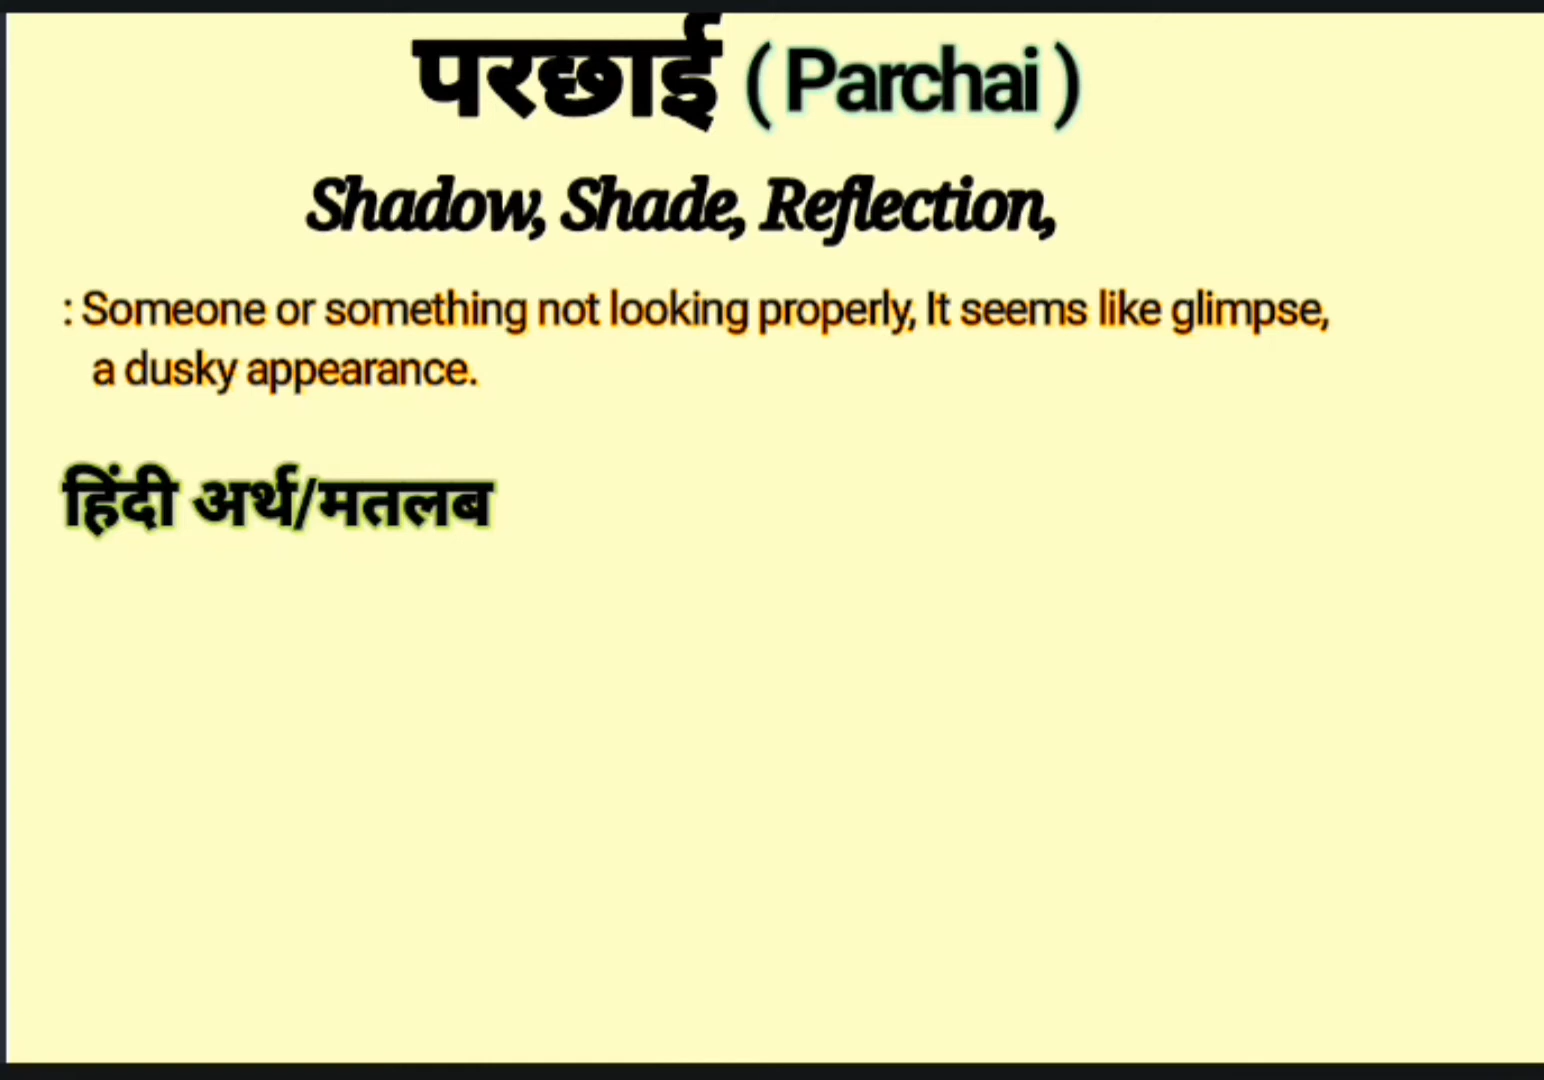 परछाई ( Parchai )
Shadow, Shade, Reflection,
: Someone or something not looking properly, It seems like glimpse,
a dusky appearance.
हिंदी अर्थ/मतलब